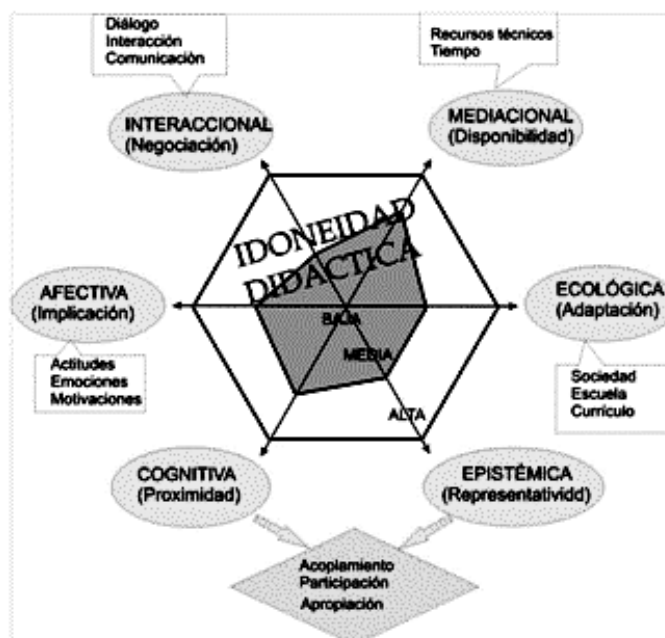 Diálogo
Interacción
Comunicación
Recursos técnicos
Tiempo
INTERACCIONAL
(Negociación)
MEDIACIONAL
(Disponibilidad)
IDONEIDAD
DIDÁCTICA
AFECTIVA
(Implicación)
ECOLÓGICA
(Adaptación)
BAJA
MEDIA
ALTA
Actitudes
Emociones
Motivaciones
Sociedad
Escuela
Currículo
COGNITIVA
(Proximidad)
EPISTÉMICA
(Representatividd)
Acoplamiento
Participación
Apropiación